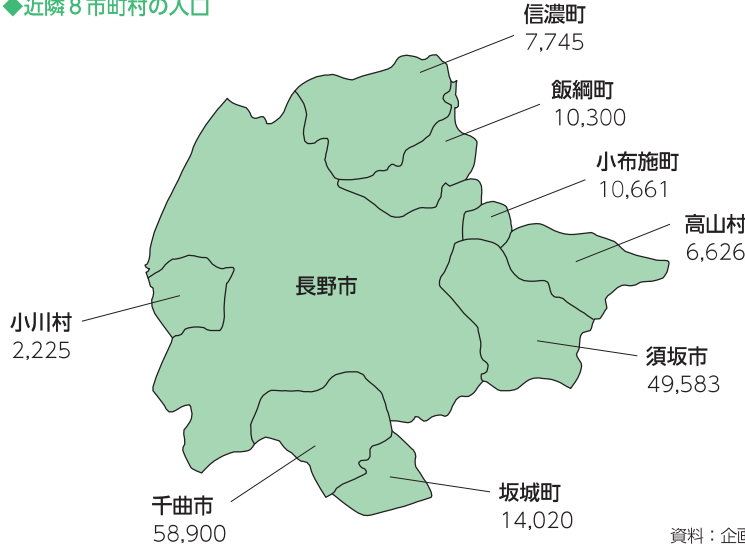 ◆近隣8市町村の人口
信濃町
7,745
飯綱町
10,300
小布施町
10,661
高山村
6,626
長野市
小川村
2,225
須坂市
49,583
千曲市
58,900
坂城町
14,020
資料：企画